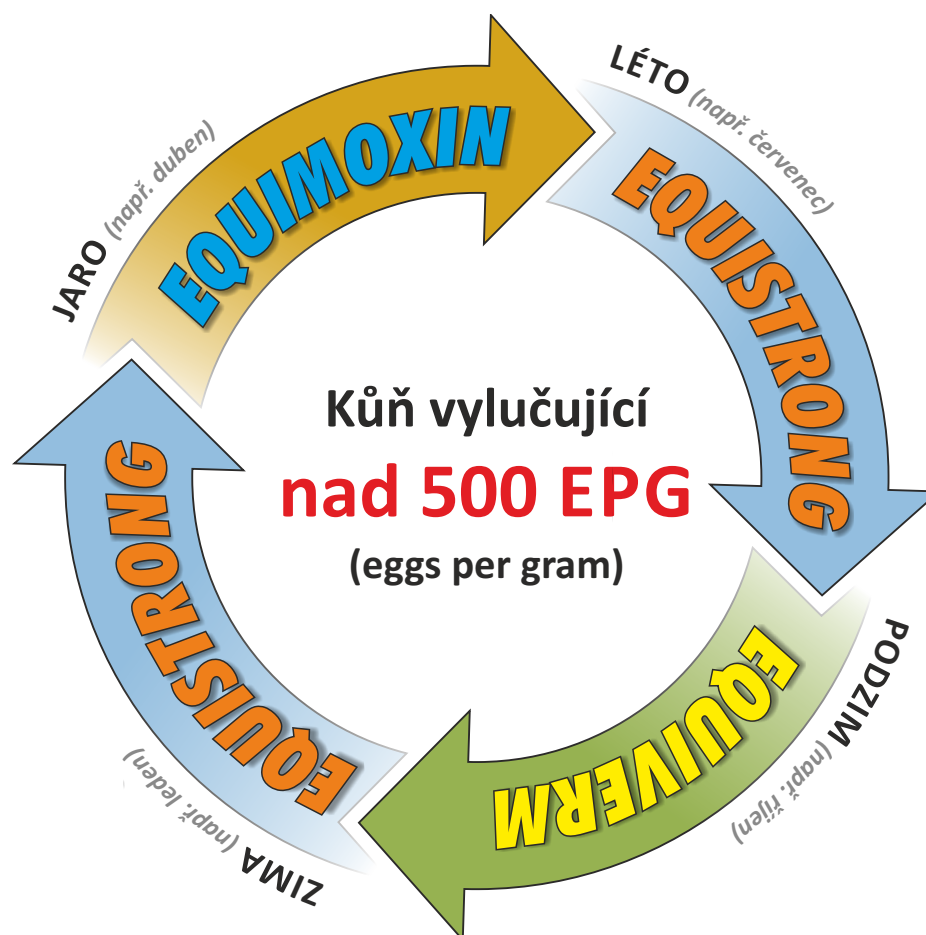 JARO (např. duben)
EQUIMOXIN
LÉTO (např. červenec)
EQUISTRONG
PODZIM (např. říjen)
EQUIVERM
ZIMA (např. leden)
EQUISTRONG
Kůň vylučující
nad 500 EPG
(eggs per gram)